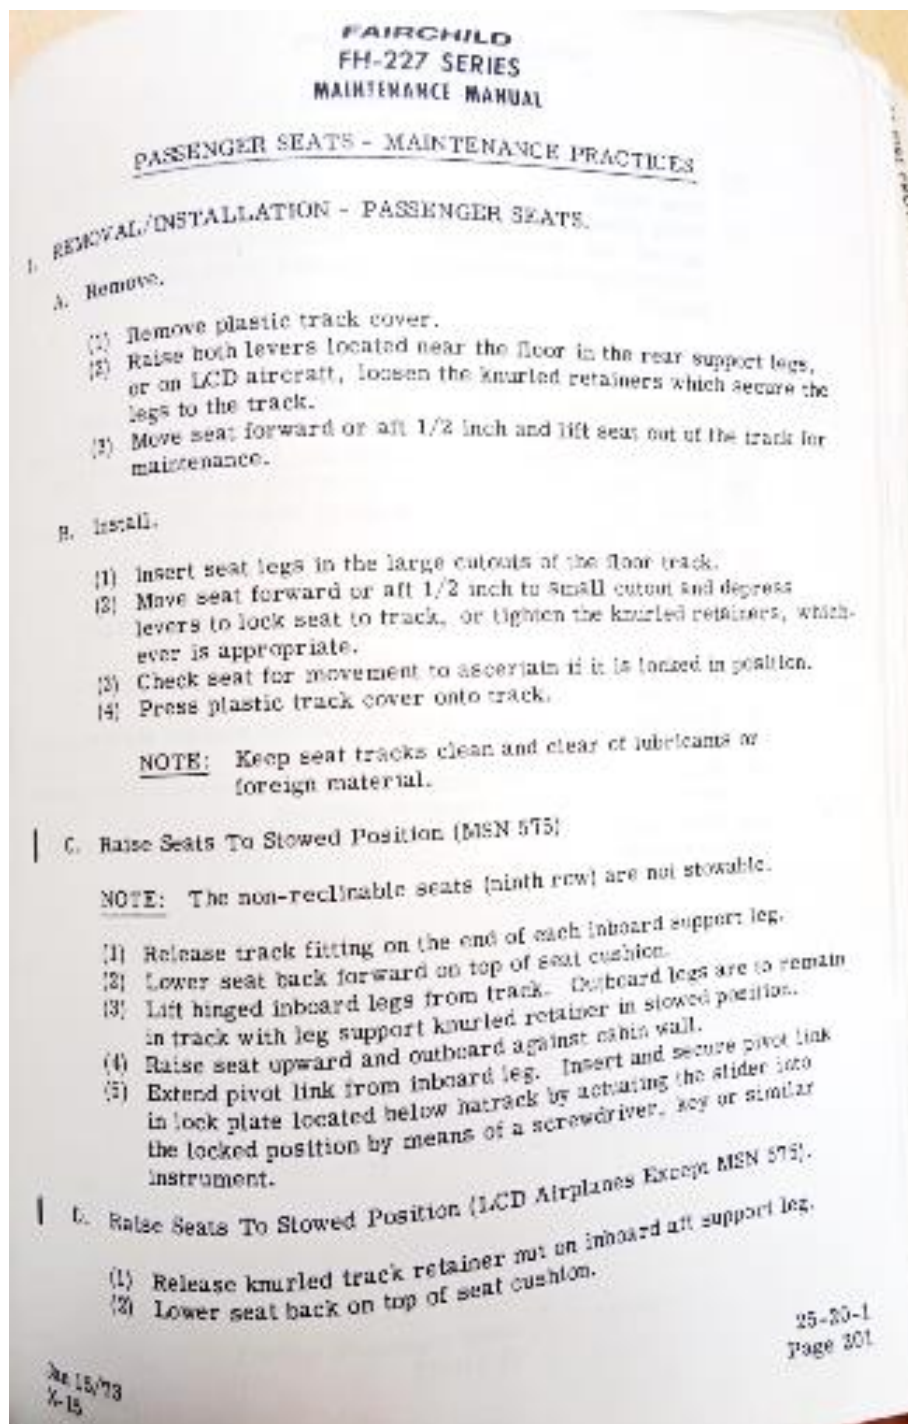 FAIRCHILD
FH-227 SERIES
MAINTENANCE MANUAL
PASSENGER SEATS - MAINTENANCE PRACTICES
1. REMOVAL/INSTALLATION - PASSENGER SEATS.
A. Remove.
(1) Remove plastic track cover.
(2) Raise both levers located near the floor in the rear support legs,
or on LCD aircraft, loosen the knurled retainers which secure the
legs to the track.
(3) Move seat forward or aft 1/2 inch and lift seat out of the track for
maintenance.
B. Install.
(1) Insert seat legs in the large cutouts of the floor track.
(2) Move seat forward or aft 1/2 inch to small cutout and depress
levers to lock seat to track, or tighten the knurled retainers, which-
ever is appropriate.
(3) Check seat for movement to ascertain if it is locked in position.
(4) Press plastic track cover onto track.
NOTE: Keep seat tracks clean and clear of lubricants or
foreign material.
C. Raise Seats To Stowed Position (MSN 575)
NOTE: The non-reclinable seats (ninth row) are not stowable.
(1) Release track fitting on the end of each inboard support leg.
(2) Lower seat back forward on top of seat cushion.
(3) Lift hinged inboard legs from track. Outboard legs are to remain
in track with leg support knurled retainer in stowed position.
(4) Raise seat upward and outboard against cabin wall.
(5) Extend pivot link from inboard leg. Insert and secure pivot link
in lock plate located below hatrack by actuating the slider into
the locked position by means of a screwdriver, key or similar
instrument.
D. Raise Seats To Stowed Position (LCD Airplanes Except MSN 575).
(1) Release knurled track retainer nut on inboard aft support leg.
(2) Lower seat back on top of seat cushion.
25-20-1
Page 201
15/73
X-15